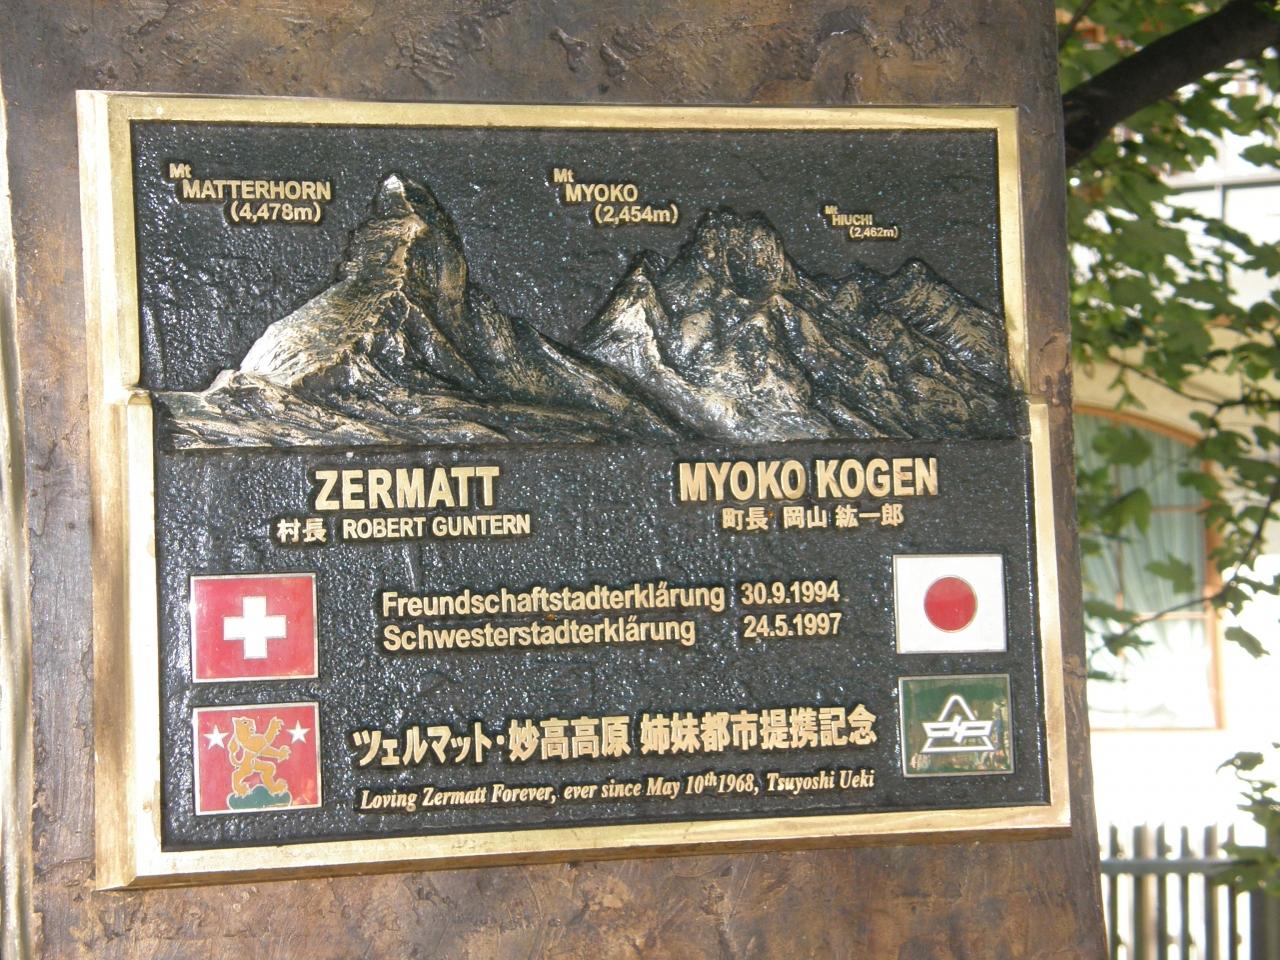 Mt
MATTERHORN
(4,478m)
Mt
MYOKO
(2,454m)
Mt
HIUCHI
(2,462m)
ZERMATT
村長 ROBERT GUNTERN
MYOKO KOGEN
町長 岡山 紘一郎
Freundschaftstadterklärung 30.9.1994
Schwesterstadterklärung 24.5.1997
ツェルマット・妙高高原 姉妹都市提携記念
Loving Zermatt Forever, ever since May 10th 1968, Tsuyoshi Ueki